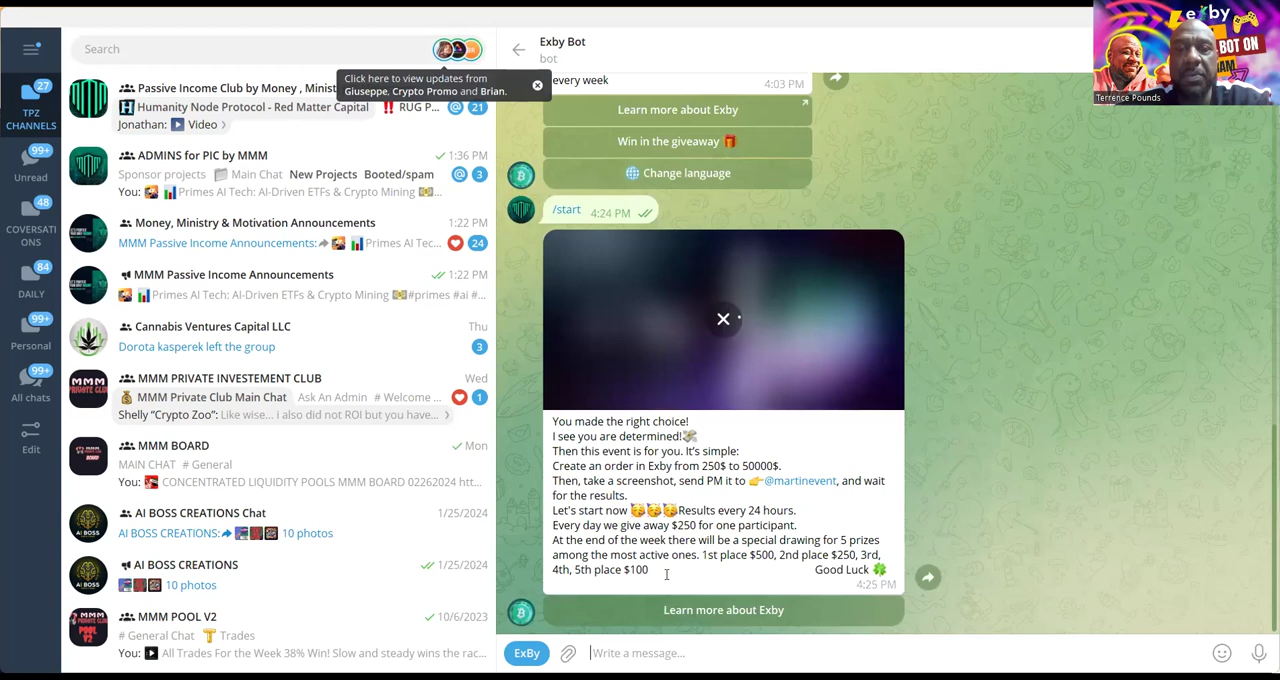 Search
Click here to view updates from
Giuseppe, Crypto Promo and Brian.
27
TPZ
CHANNELS
99+
Unread
48
COVERSATI
ONS
84
DAILY
99+
Personal
99+
All chats
Edit
Passive Income Club by Money , Minist
Humanity Node Protocol - Red Matter Capital
RUG P...
@ 21
Jonathan: Video >
ADMINS for PIC by MMM
1:36 PM
Sponsor projects Main Chat New Projects Booted/spam
@ 3
You: Primes AI Tech: AI-Driven ETFs & Crypto Mining
Money, Ministry & Motivation Announcements
1:22 PM
MMM Passive Income Announcements: Primes AI Tec...
24
MMM Passive Income Announcements
1:22 PM
Primes AI Tech: AI-Driven ETFs & Crypto Mining #primes #ai #...
Cannabis Ventures Capital LLC
Thu
Dorota kasperek left the group
3
MMM PRIVATE INVESTEMENT CLUB
Wed
MMM Private Club Main Chat Ask An Admin # Welcome ...
1
Shelly “Crypto Zoo”: Like wise... i also did not ROI but you have... >
MMM BOARD
Mon
MAIN CHAT # General
You: CONCENTRATED LIQUIDITY POOLS MMM BOARD 02262024 htt...
AI BOSS CREATIONS Chat
1/25/2024
AI BOSS CREATIONS: 10 photos
AI BOSS CREATIONS
1/25/2024
10 photos
MMM POOL V2
10/6/2023
# General Chat Trades
You: All Trades For the Week 38% Win! Slow and steady wins the rac...
Exby Bot
bot
every week
4:03 PM
Learn more about Exby
Win in the giveaway 🎁
🌐 Change language
/start 4:24 PM
You made the right choice!
I see you are determined!💸
Then this event is for you. It’s simple:
Create an order in Exby from 250$ to 50000$.
Then, take a screenshot, send PM it to 👉@martinevent, and wait
for the results.
Let's start now 🥳🥳🥳Results every 24 hours.
Every day we give away $250 for one participant.
At the end of the week there will be a special drawing for 5 prizes
among the most active ones. 1st place $500, 2nd place $250, 3rd,
4th, 5th place $100 Good Luck 🍀
4:25 PM
Learn more about Exby
ExBy
Write a message...
BOT ON
Terrence Pounds